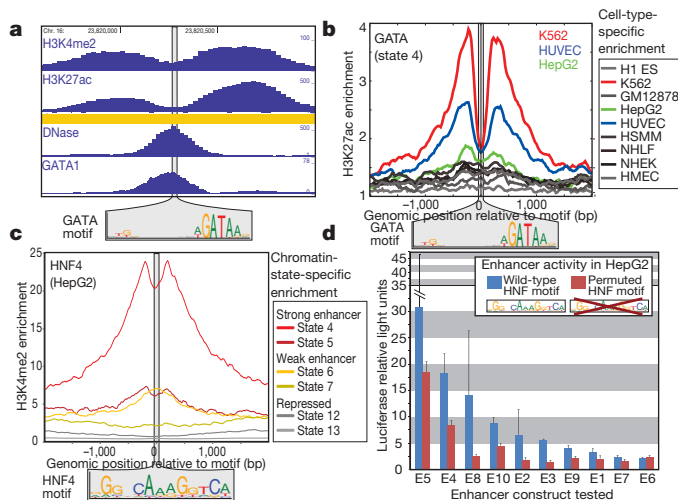 a
Chr. 16: 23,820,000 23,820,500
H3K4me2 100
H3K27ac 500
DNase 500
GATA1 78
1
GATA motif
GATAA
b
H3K27ac enrichment
4
3
2
1
GATA
(state 4)
K562
HUVEC
HepG2
−1,000 0 1,000
Genomic position relative to motif (bp)
GATA motif
GATAA
Cell-type-
specific
enrichment
H1 ES
K562
GM12878
HepG2
HUVEC
HSMM
NHLF
NHEK
HMEC
c
H3K4me2 enrichment
25
20
15
10
5
0
HNF4
(HepG2)
−1,000 0 1,000
Genomic position relative to motif (bp)
HNF4 motif
Chromatin-
state-specific
enrichment
Strong enhancer
State 4
State 5
Weak enhancer
State 6
State 7
Repressed
State 12
State 13
d
Luciferase relative light units
45
40
35
30
25
20
15
10
5
0
Enhancer activity in HepG2
Wild-type
HNF motif
Permuted
HNF motif
E5 E4 E8 E10 E2 E3 E9 E1 E7 E6
Enhancer construct tested